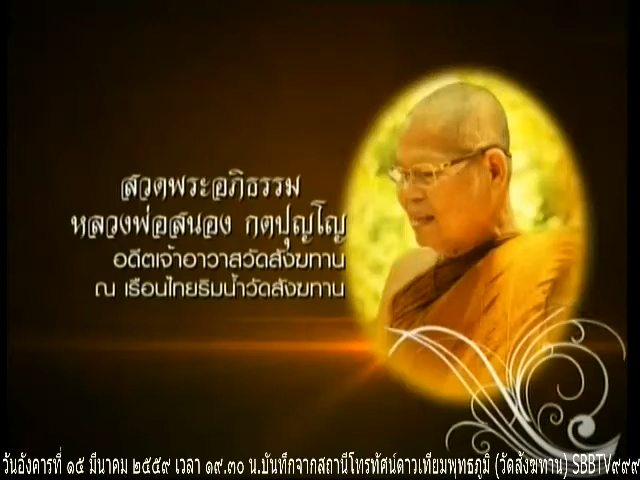 สวดพระอภิธรรม
หลวงพ่อสนอง กตปุญโญ
อดีตเจ้าอาวาสวัดสังฆทาน
ณ เรือนไทยริมน้ำวัดสังฆทาน
วันอังคารที่ ๑๕ มีนาคม ๒๕๕๙ เวลา ๑๙.๓๐ น.บันทึกจากสถานีโทรทัศน์ดาวเทียมพุทธภูมิ (วัดสังฆทาน) SBBTV๙๙๙